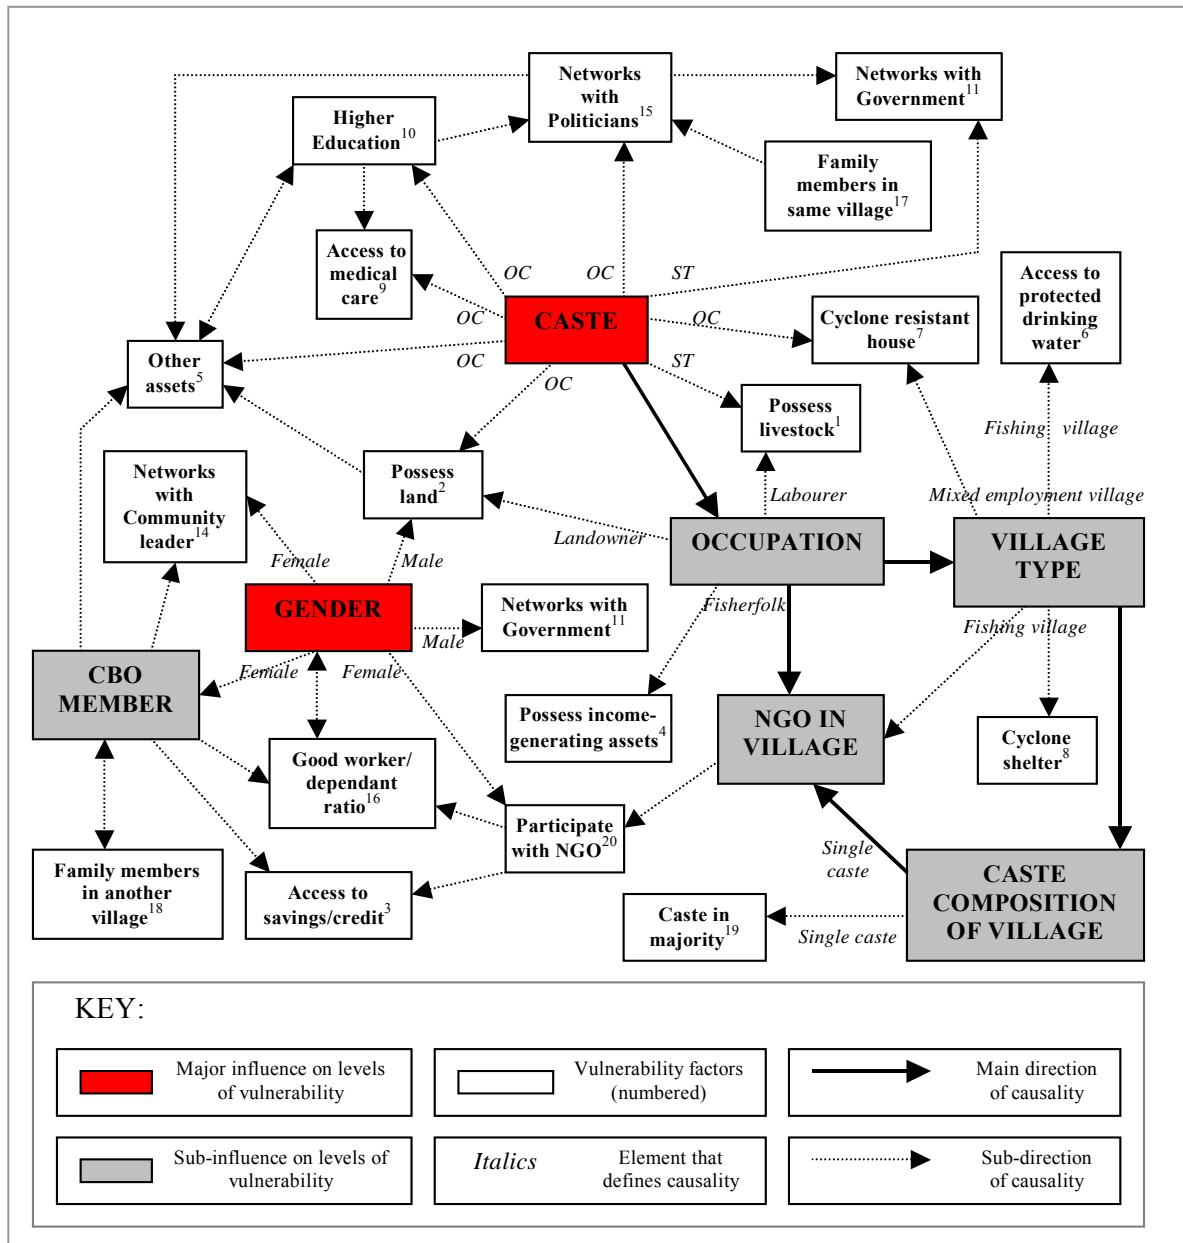 Networks
with
Politicians15
Networks with
Government11
Higher
Education10
Family
members in
same village17
Access to
medical
care9
OC
OC
ST
Access to
protected
drinking
water6
CASTE
OC
OC
Cyclone resistant
house7
Other
assets5
OC
OC
ST
Possess
livestock1
Fishing village
Networks
with
Community
leader14
Possess
land2
Labourer
Mixed employment village
Landowner
OCCUPATION
VILLAGE
TYPE
Female
Male
GENDER
Networks with
Government11
Male
Fisherfolk
Fishing village
CBO
MEMBER
Female
Female
Possess income-
generating assets4
NGO IN
VILLAGE
Cyclone
shelter8
Good worker/
dependant
ratio16
Participate
with NGO20
Single
caste
Family members
in another
village18
Access to
savings/credit3
Caste in
majority19
Single caste
CASTE
COMPOSITION
OF VILLAGE
KEY:
Major influence on levels
of vulnerability
Vulnerability factors
(numbered)
Main direction
of causality
Sub-influence on levels of
vulnerability
Italics
Element that
defines causality
Sub-direction
of causality